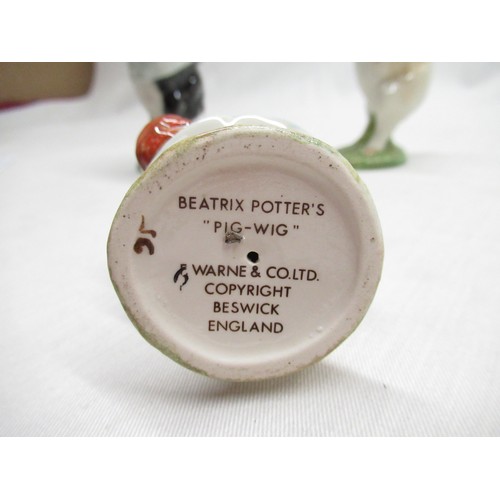 BEATRIX POTTER'S
"PIG-WIG"
WARNE & CO. LTD.
COPYRIGHT
BESWICK
ENGLAND